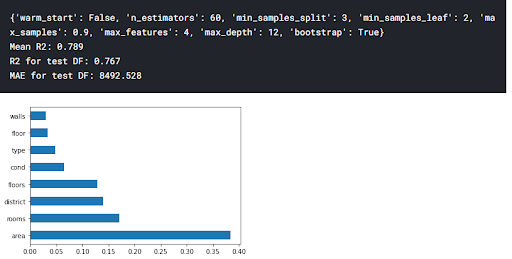 {'warm_start': False, 'n_estimators': 60, 'min_samples_split': 3, 'min_samples_leaf': 2, 'ma
x_samples': 0.9, 'max_features': 4, 'max_depth': 12, 'bootstrap': True}
Mean R2: 0.789
R2 for test DF: 0.767
MAE for test DF: 8492.528
walls
floor
type
cond
floors
district
rooms
area
0.00 0.05 0.10 0.15 0.20 0.25 0.30 0.35 0.40